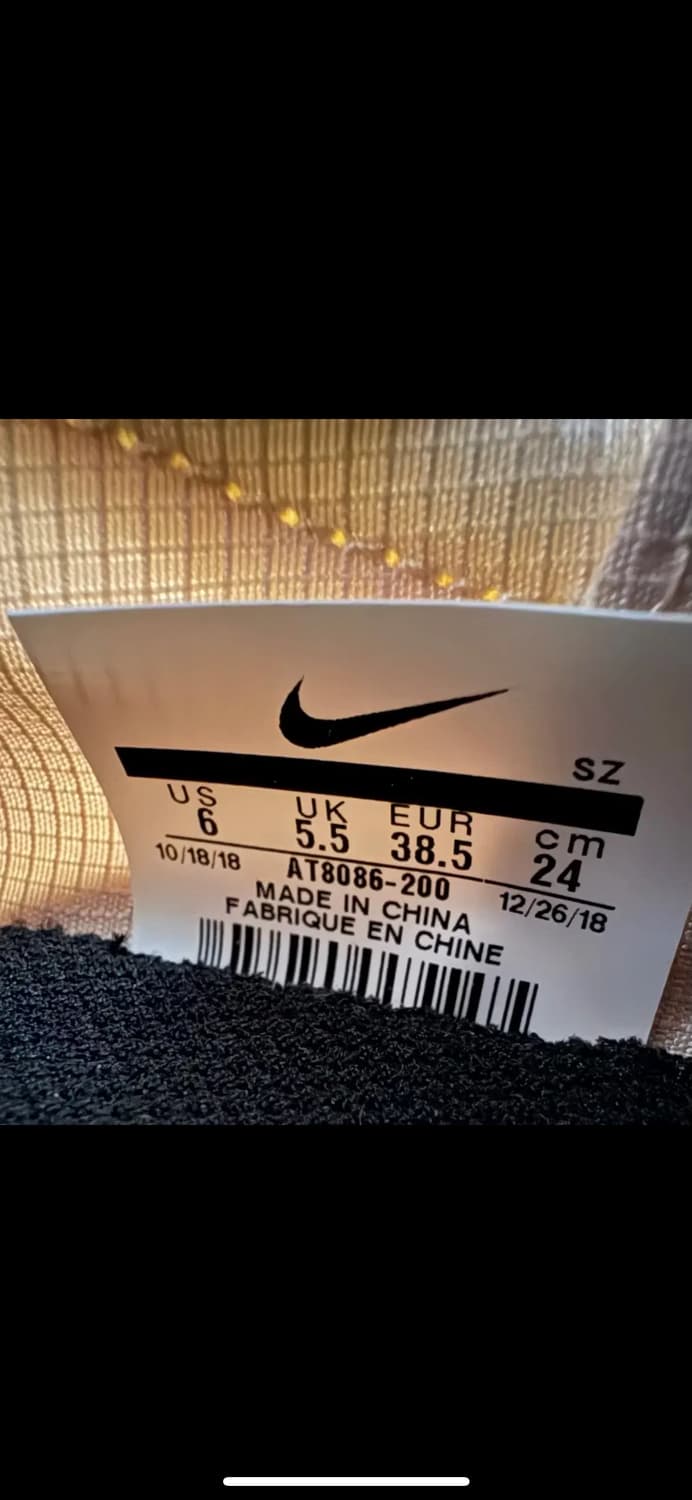 SZ
US UK EUR cm
6 5.5 38.5 24
10/18/18 AT8086-200 12/26/18
MADE IN CHINA
FABRIQUE EN CHINE